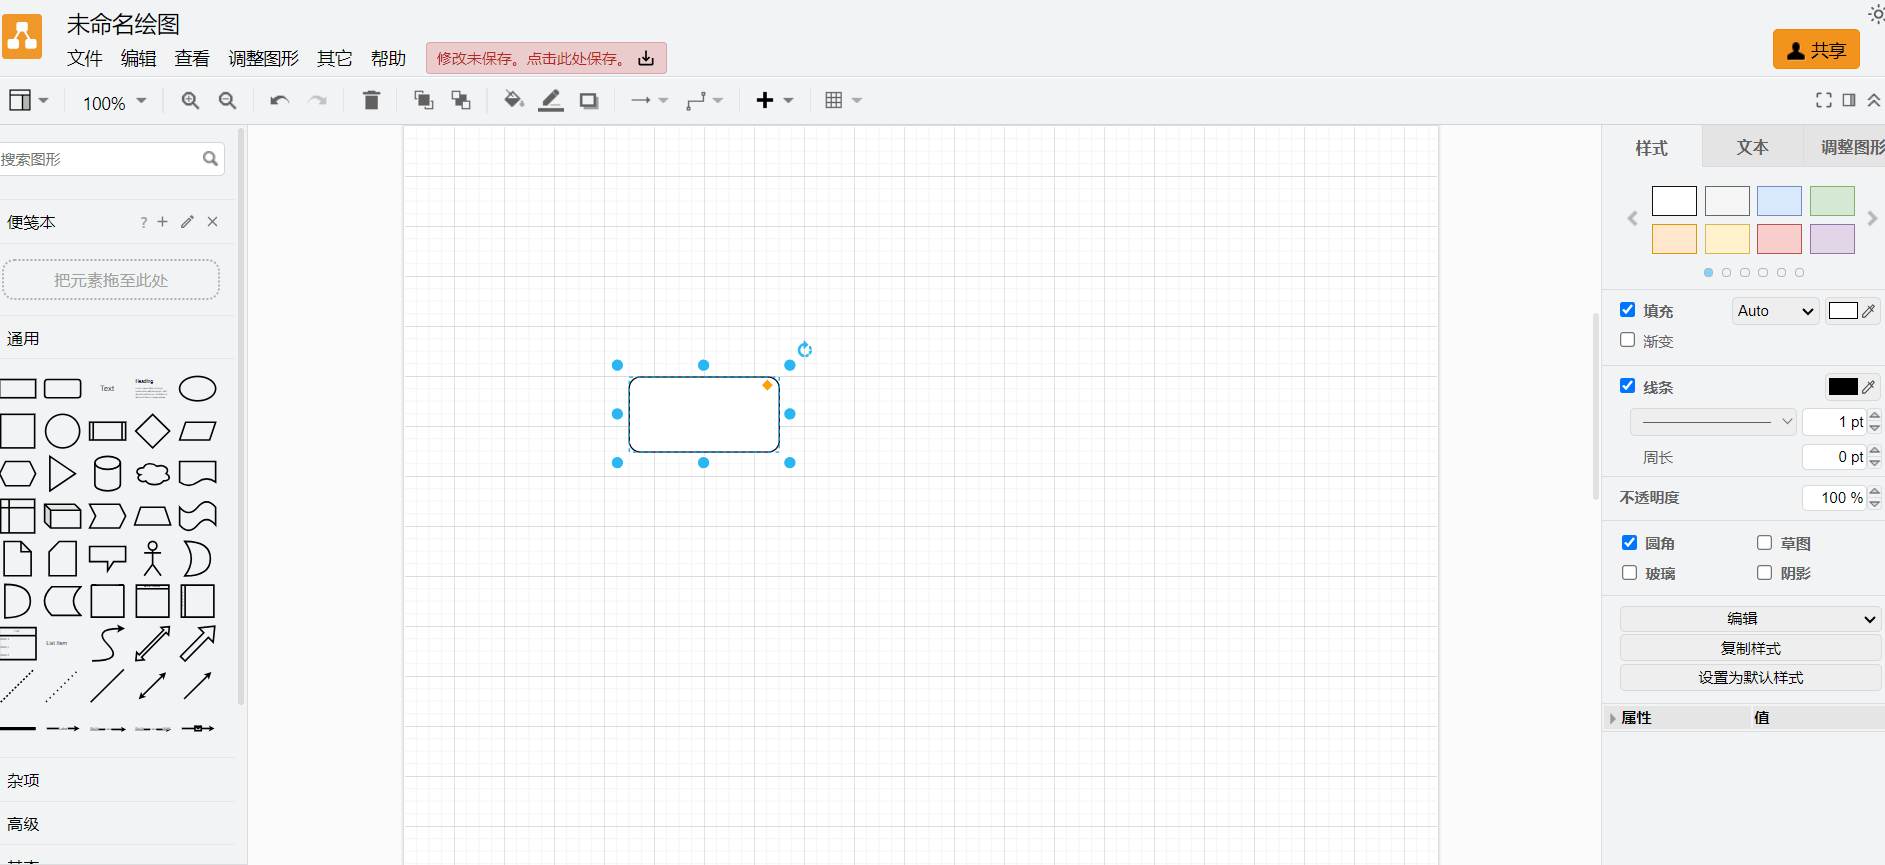 未命名绘图
文件 编辑 查看 调整图形 其它 帮助 修改未保存。点击此处保存。
共享
100%
搜索图形
样式 文本 调整图形
便笺本 ?
把元素拖至此处
通用
填充 Auto
渐变
Text
Heading
线条
1 pt
周长 0 pt
不透明度 100 %
圆角 草图
玻璃 阴影
编辑
List Item
复制样式
设置为默认样式
属性 值
杂项
高级